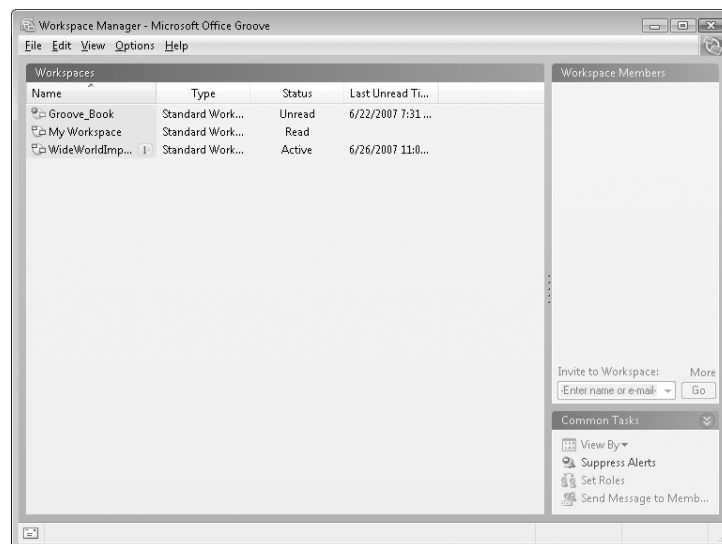 Workspace Manager - Microsoft Office Groove
File Edit View Options Help
Workspaces
Name Type Status Last Unread Ti...
Groove_Book Standard Work... Unread 6/22/2007 7:31 ...
My Workspace Standard Work... Read
WideWorldImp... 1 Standard Work... Active 6/26/2007 11:0...
Workspace Members
Invite to Workspace: More
-Enter name or e-mail- Go
Common Tasks
View By
Suppress Alerts
Set Roles
Send Message to Memb...